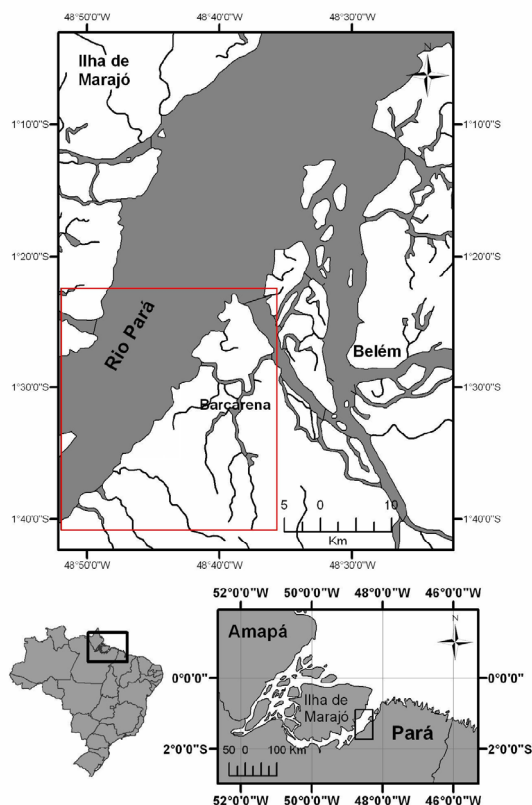 48°50'0"W 48°40'0"W 48°30'0"W
Ilha de
Marajó
N
1°10'0"S 1°10'0"S
1°20'0"S 1°20'0"S
Rio Pará
Belém
1°30'0"S 1°30'0"S
Barcarena
5 0 10
Km
1°40'0"S 1°40'0"S
48°50'0"W 48°40'0"W 48°30'0"W
52°0'0"W 50°0'0"W 48°0'0"W 46°0'0"W
Amapá
N
0°0'0" 0°0'0"
Ilha de
Marajó
Pará
2°0'0"S 2°0'0"S
50 0 100 Km
52°0'0"W 50°0'0"W 48°0'0"W 46°0'0"W